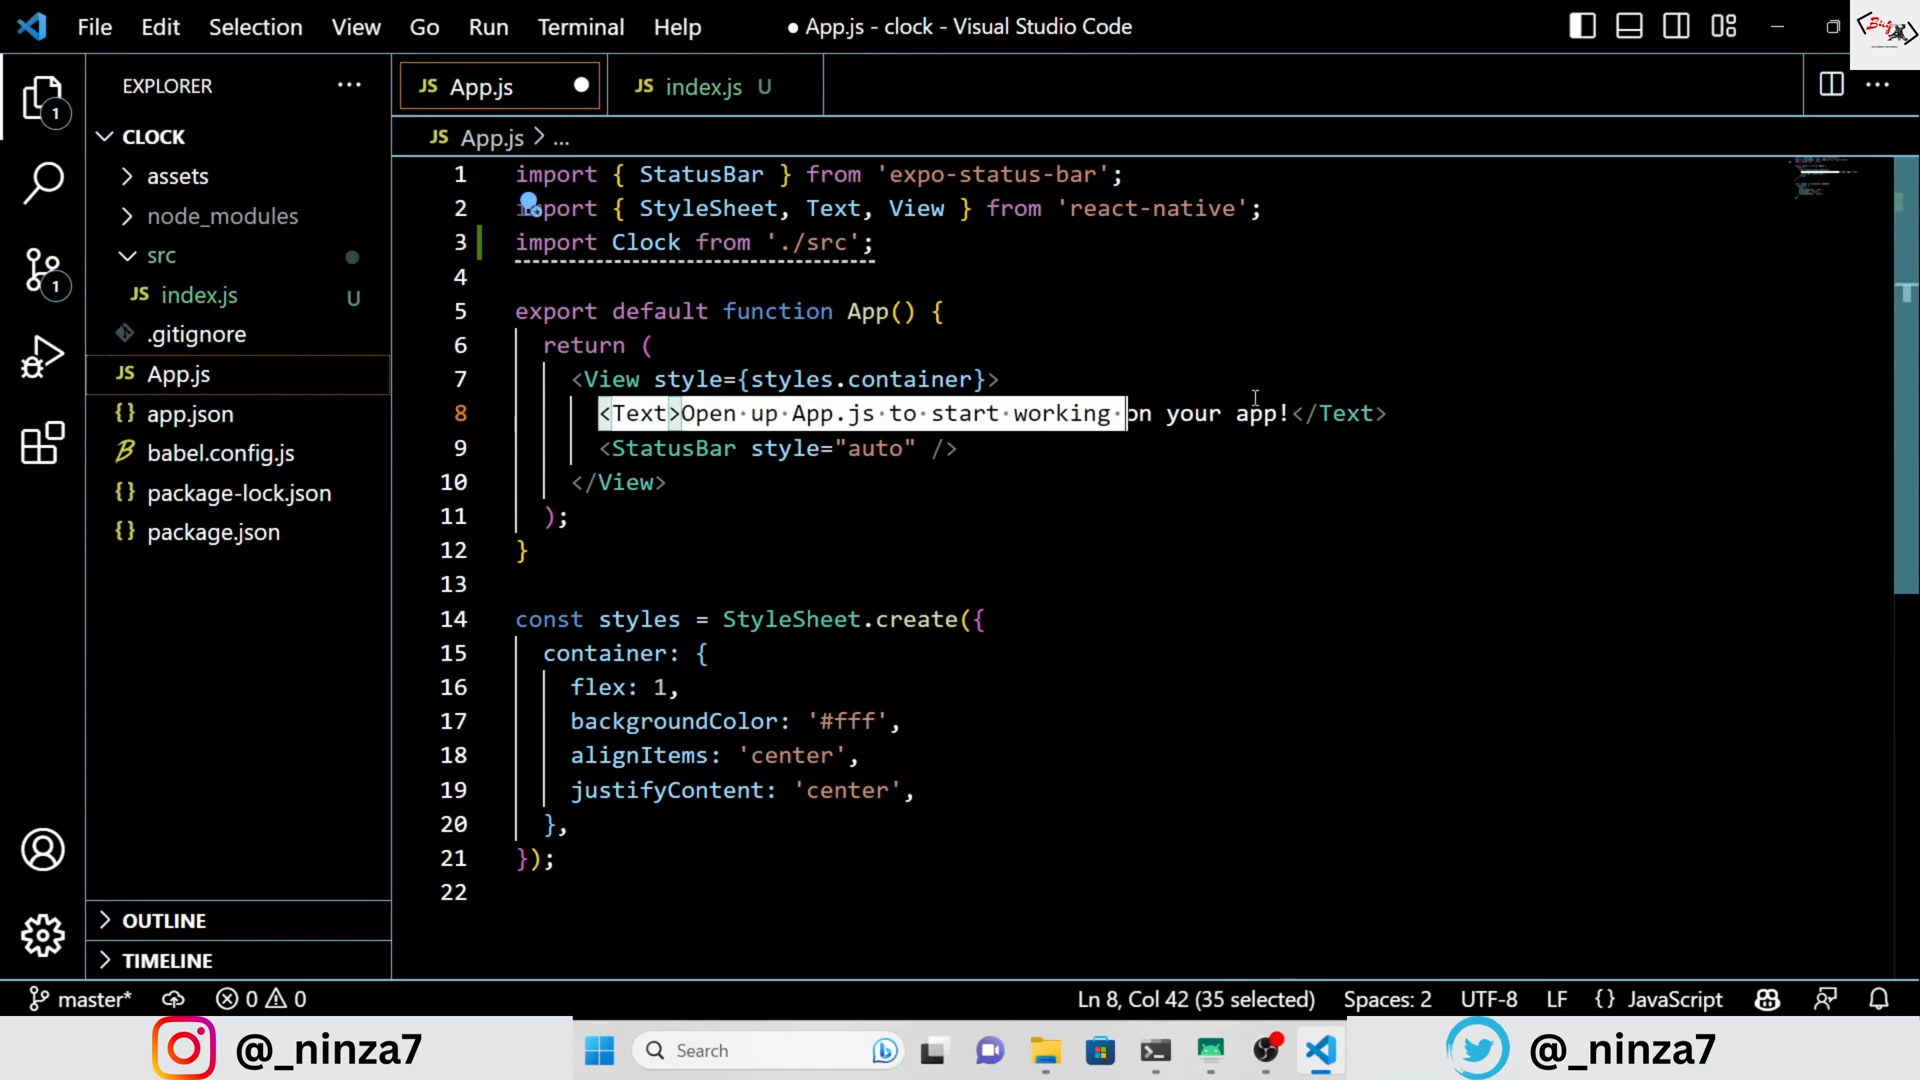 File Edit Selection View Go Run Terminal Help ● App.js - clock - Visual Studio Code
EXPLORER ...
JS App.js ●
JS index.js U
1
CLOCK
JS App.js > ...
assets
node_modules
src
JS index.js U
.gitignore
JS App.js
{} app.json
babel.config.js
{} package-lock.json
{} package.json
1
1 import { StatusBar } from 'expo-status-bar';
2 import { StyleSheet, Text, View } from 'react-native';
3 import Clock from './src';
4
5 export default function App() {
6 return (
7 <View style={styles.container}>
8 <Text>Open·up·App.js·to·start·working·on your app!</Text>
9 <StatusBar style="auto" />
10 </View>
11 );
12 }
13
14 const styles = StyleSheet.create({
15 container: {
16 flex: 1,
17 backgroundColor: '#fff',
18 alignItems: 'center',
19 justifyContent: 'center',
20 },
21 });
22
OUTLINE
TIMELINE
master* 0 0 Ln 8, Col 42 (35 selected) Spaces: 2 UTF-8 LF {} JavaScript
@_ninza7 Search @_ninza7